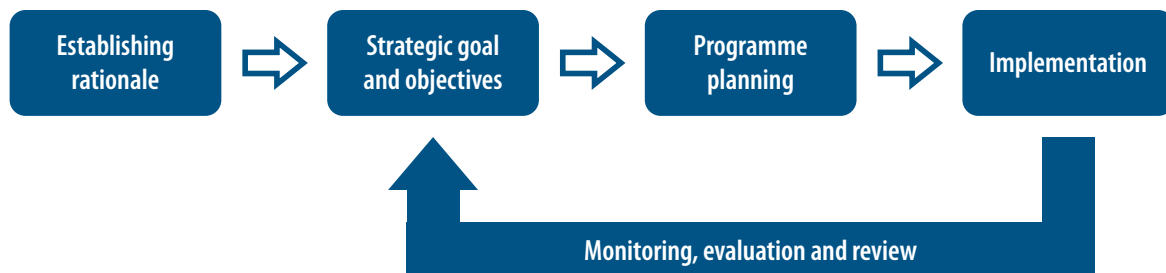 Establishing
rationale
Strategic goal
and objectives
Programme
planning
Implementation
Monitoring, evaluation and review